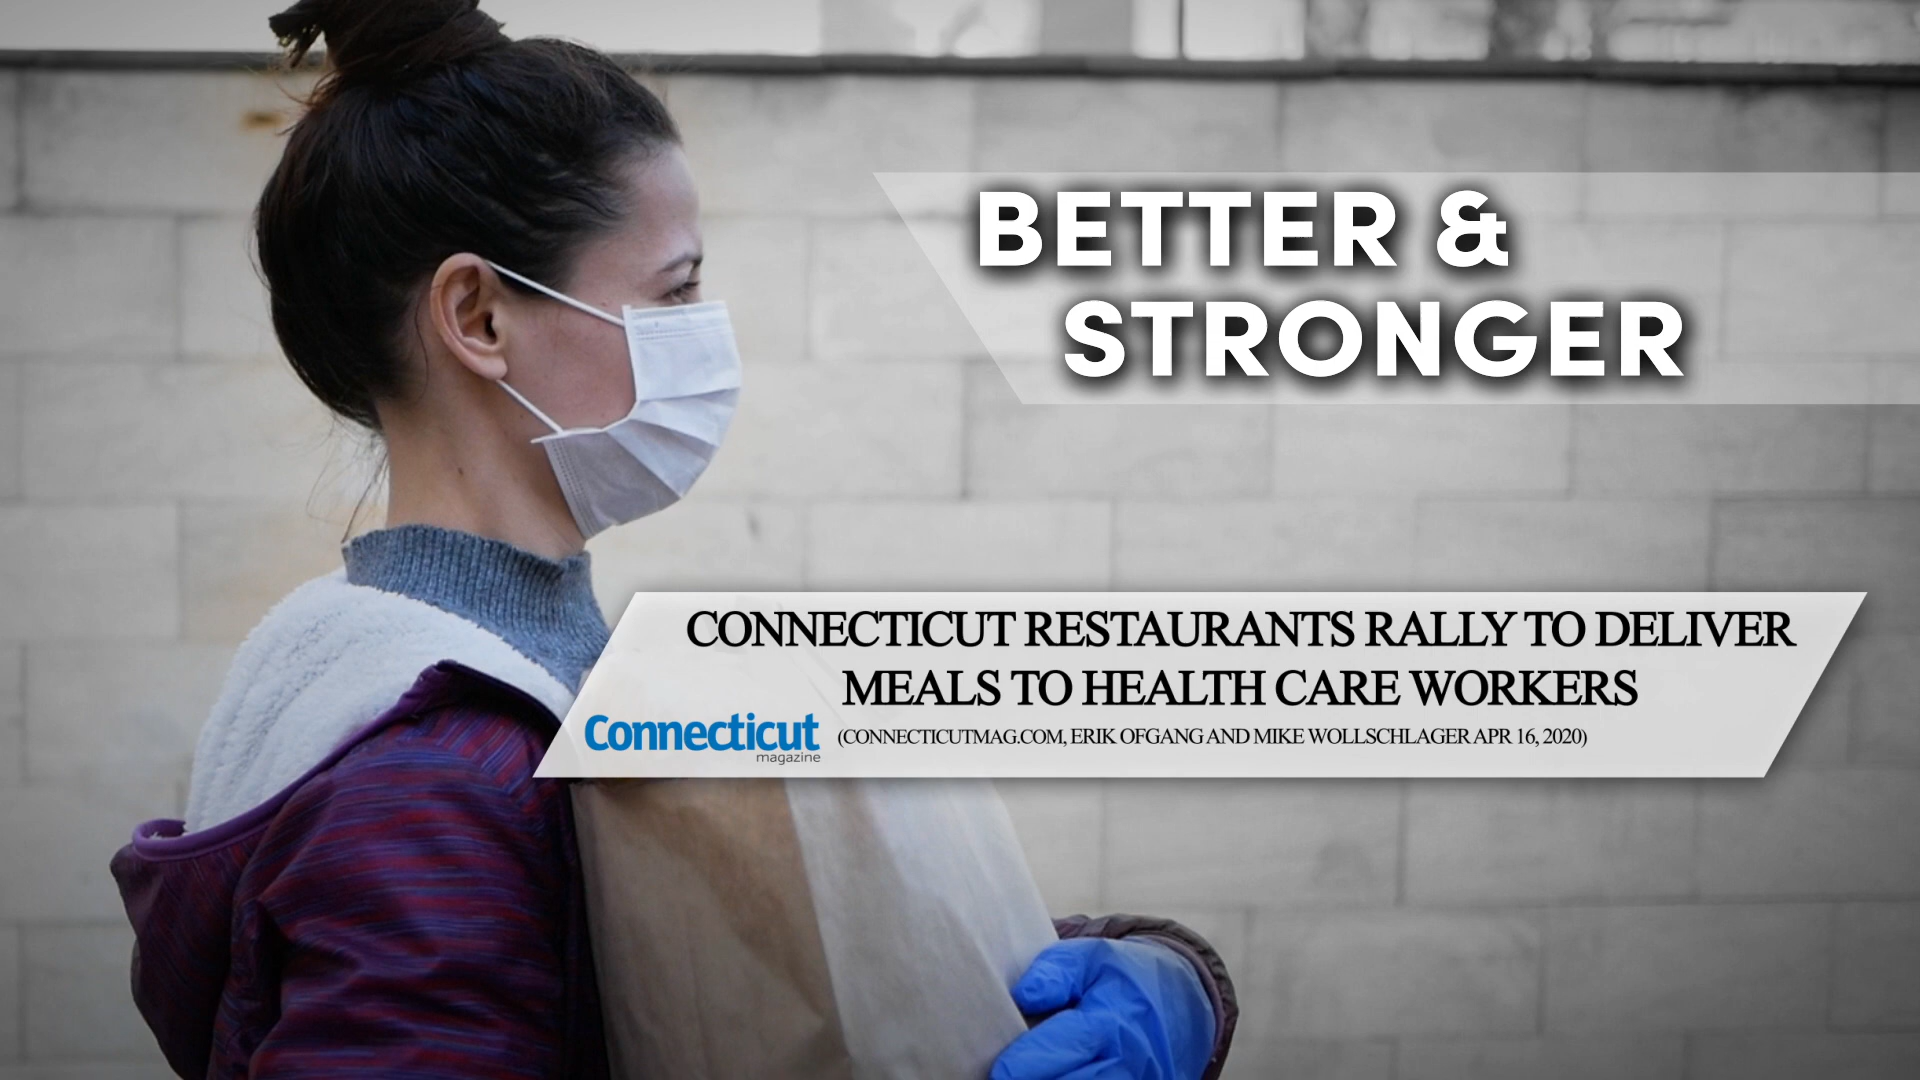 BETTER &
STRONGER
CONNECTICUT RESTAURANTS RALLY TO DELIVER
MEALS TO HEALTH CARE WORKERS
Connecticut
magazine
(CONNECTICUTMAG.COM, ERIK OFGANG AND MIKE WOLLSCHLAGER APR 16, 2020)